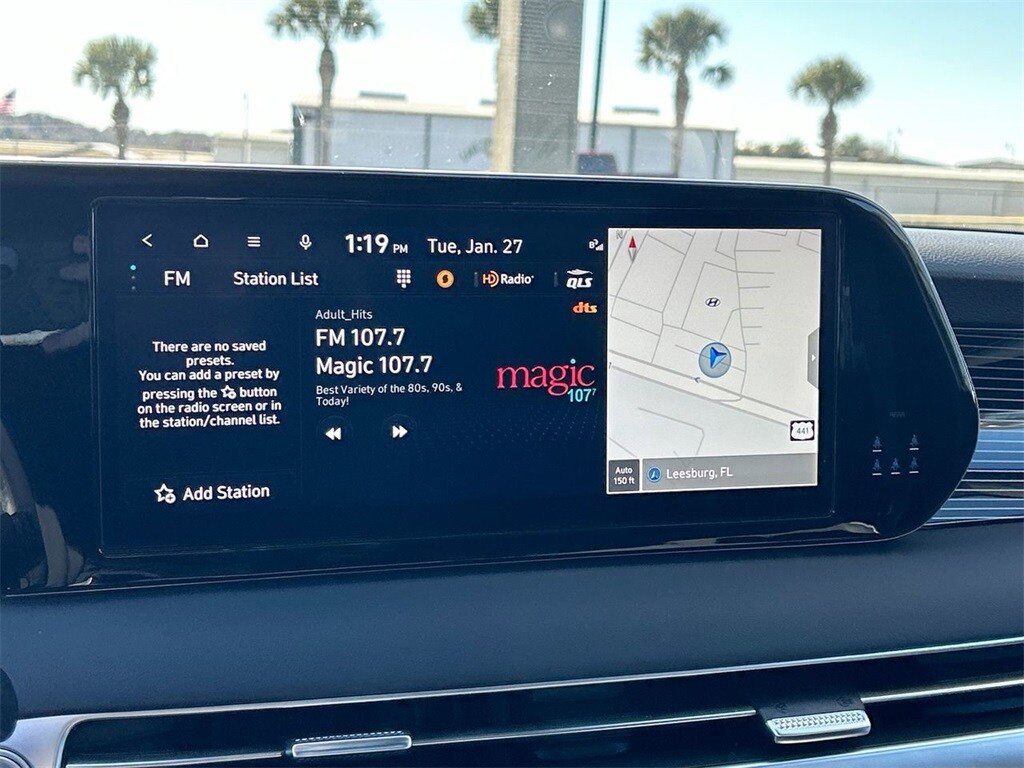 1:19 PM Tue, Jan. 27
FM Station List HD Radio QLS
dts
There are no saved
presets.
You can add a preset by
pressing the button
on the radio screen or in
the station/channel list.
Add Station
Adult_Hits
FM 107.7
Magic 107.7
Best Variety of the 80s, 90s, &
Today!
magic
107⁷
441
Auto
150 ft
Leesburg, FL